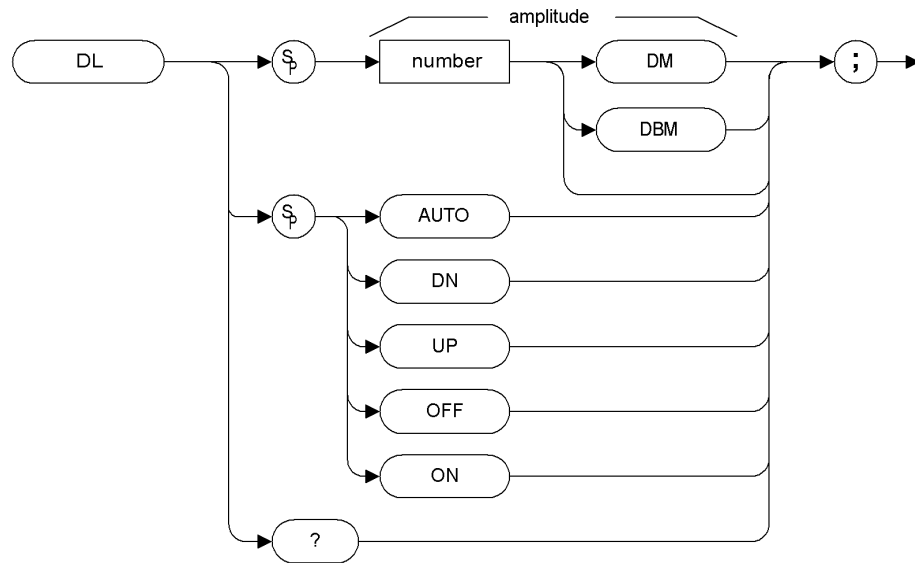 amplitude
DL
SP
number
DM
;
DBM
SP
AUTO
DN
UP
OFF
ON
?